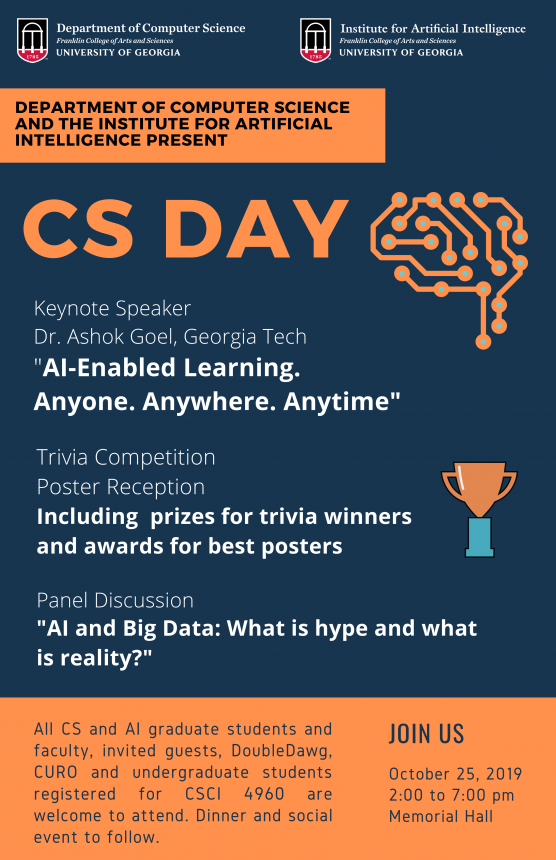 Department of Computer Science
Franklin College of Arts and Sciences
UNIVERSITY OF GEORGIA
1785
Institute for Artificial Intelligence
Franklin College of Arts and Sciences
UNIVERSITY OF GEORGIA
1785
DEPARTMENT OF COMPUTER SCIENCE
AND THE INSTITUTE FOR ARTIFICIAL
INTELLIGENCE PRESENT
CS DAY
Keynote Speaker
Dr. Ashok Goel, Georgia Tech
"AI-Enabled Learning.
Anyone. Anywhere. Anytime"
Trivia Competition
Poster Reception
Including  prizes for trivia winners
and awards for best posters
Panel Discussion
"AI and Big Data: What is hype and what
is reality?"
All CS and AI graduate students and
faculty, invited guests, DoubleDawg,
CURO and undergraduate students
registered for CSCI 4960 are
welcome to attend. Dinner and social
event to follow.
JOIN US
October 25, 2019
2:00 to 7:00 pm
Memorial Hall